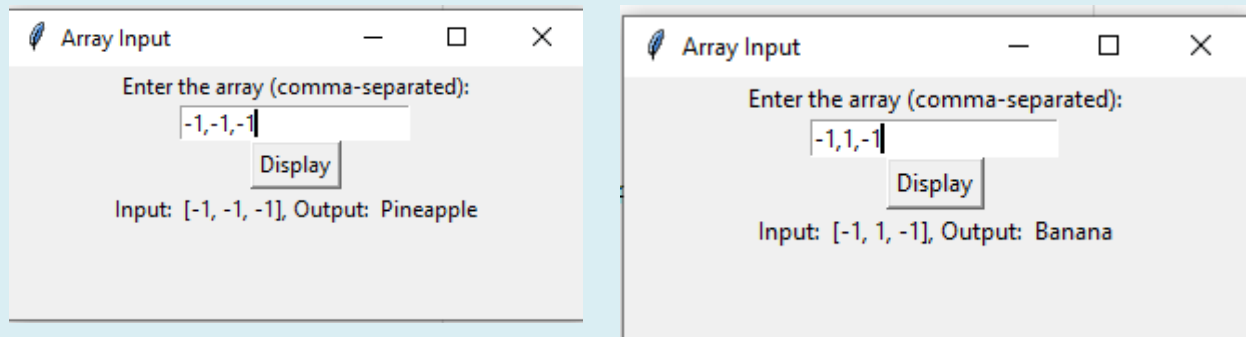 Array Input
Enter the array (comma-separated):
-1,-1,-1
Display
Input:  [-1, -1, -1], Output:  Pineapple
Array Input
Enter the array (comma-separated):
-1,1,-1
Display
Input:  [-1, 1, -1], Output:  Banana